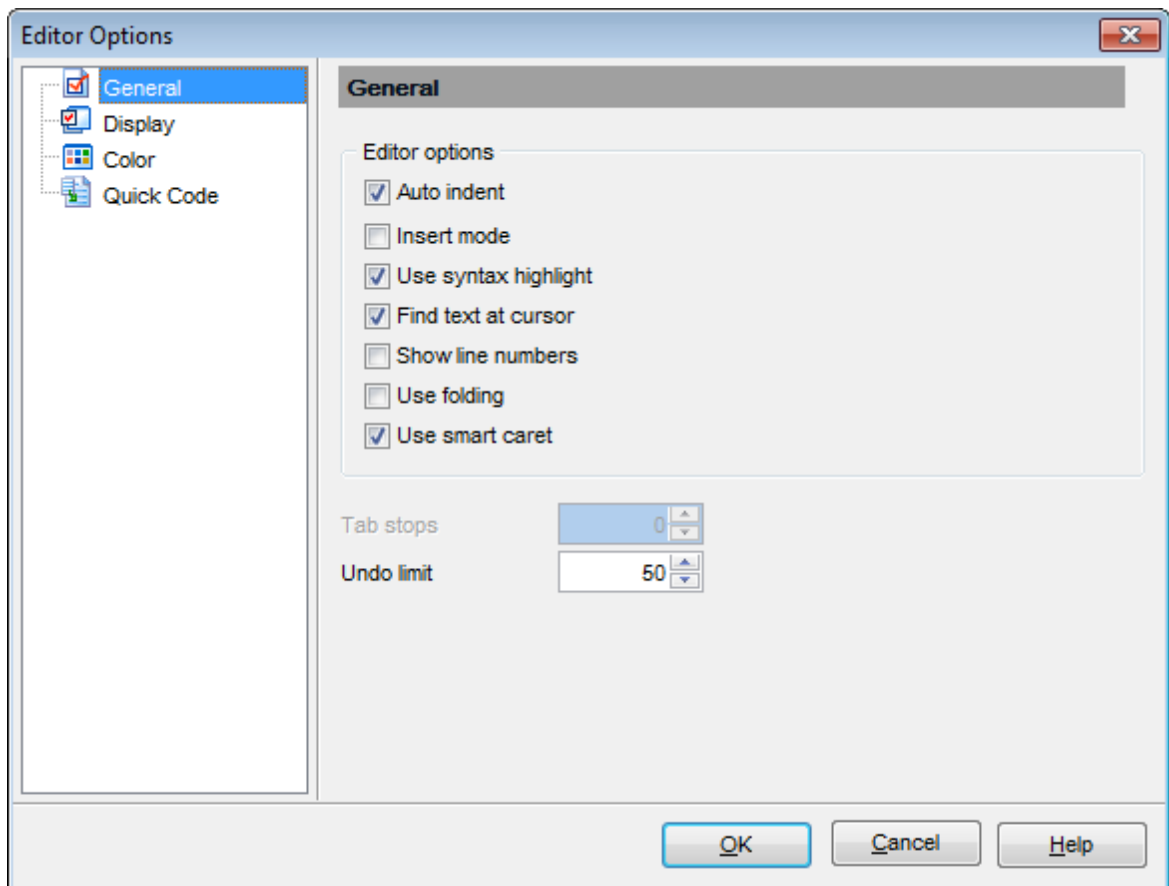 Editor Options
General
Display
Color
Quick Code
General
Editor options
Auto indent
Insert mode
Use syntax highlight
Find text at cursor
Show line numbers
Use folding
Use smart caret
Tab stops 0
Undo limit 50
OK Cancel Help